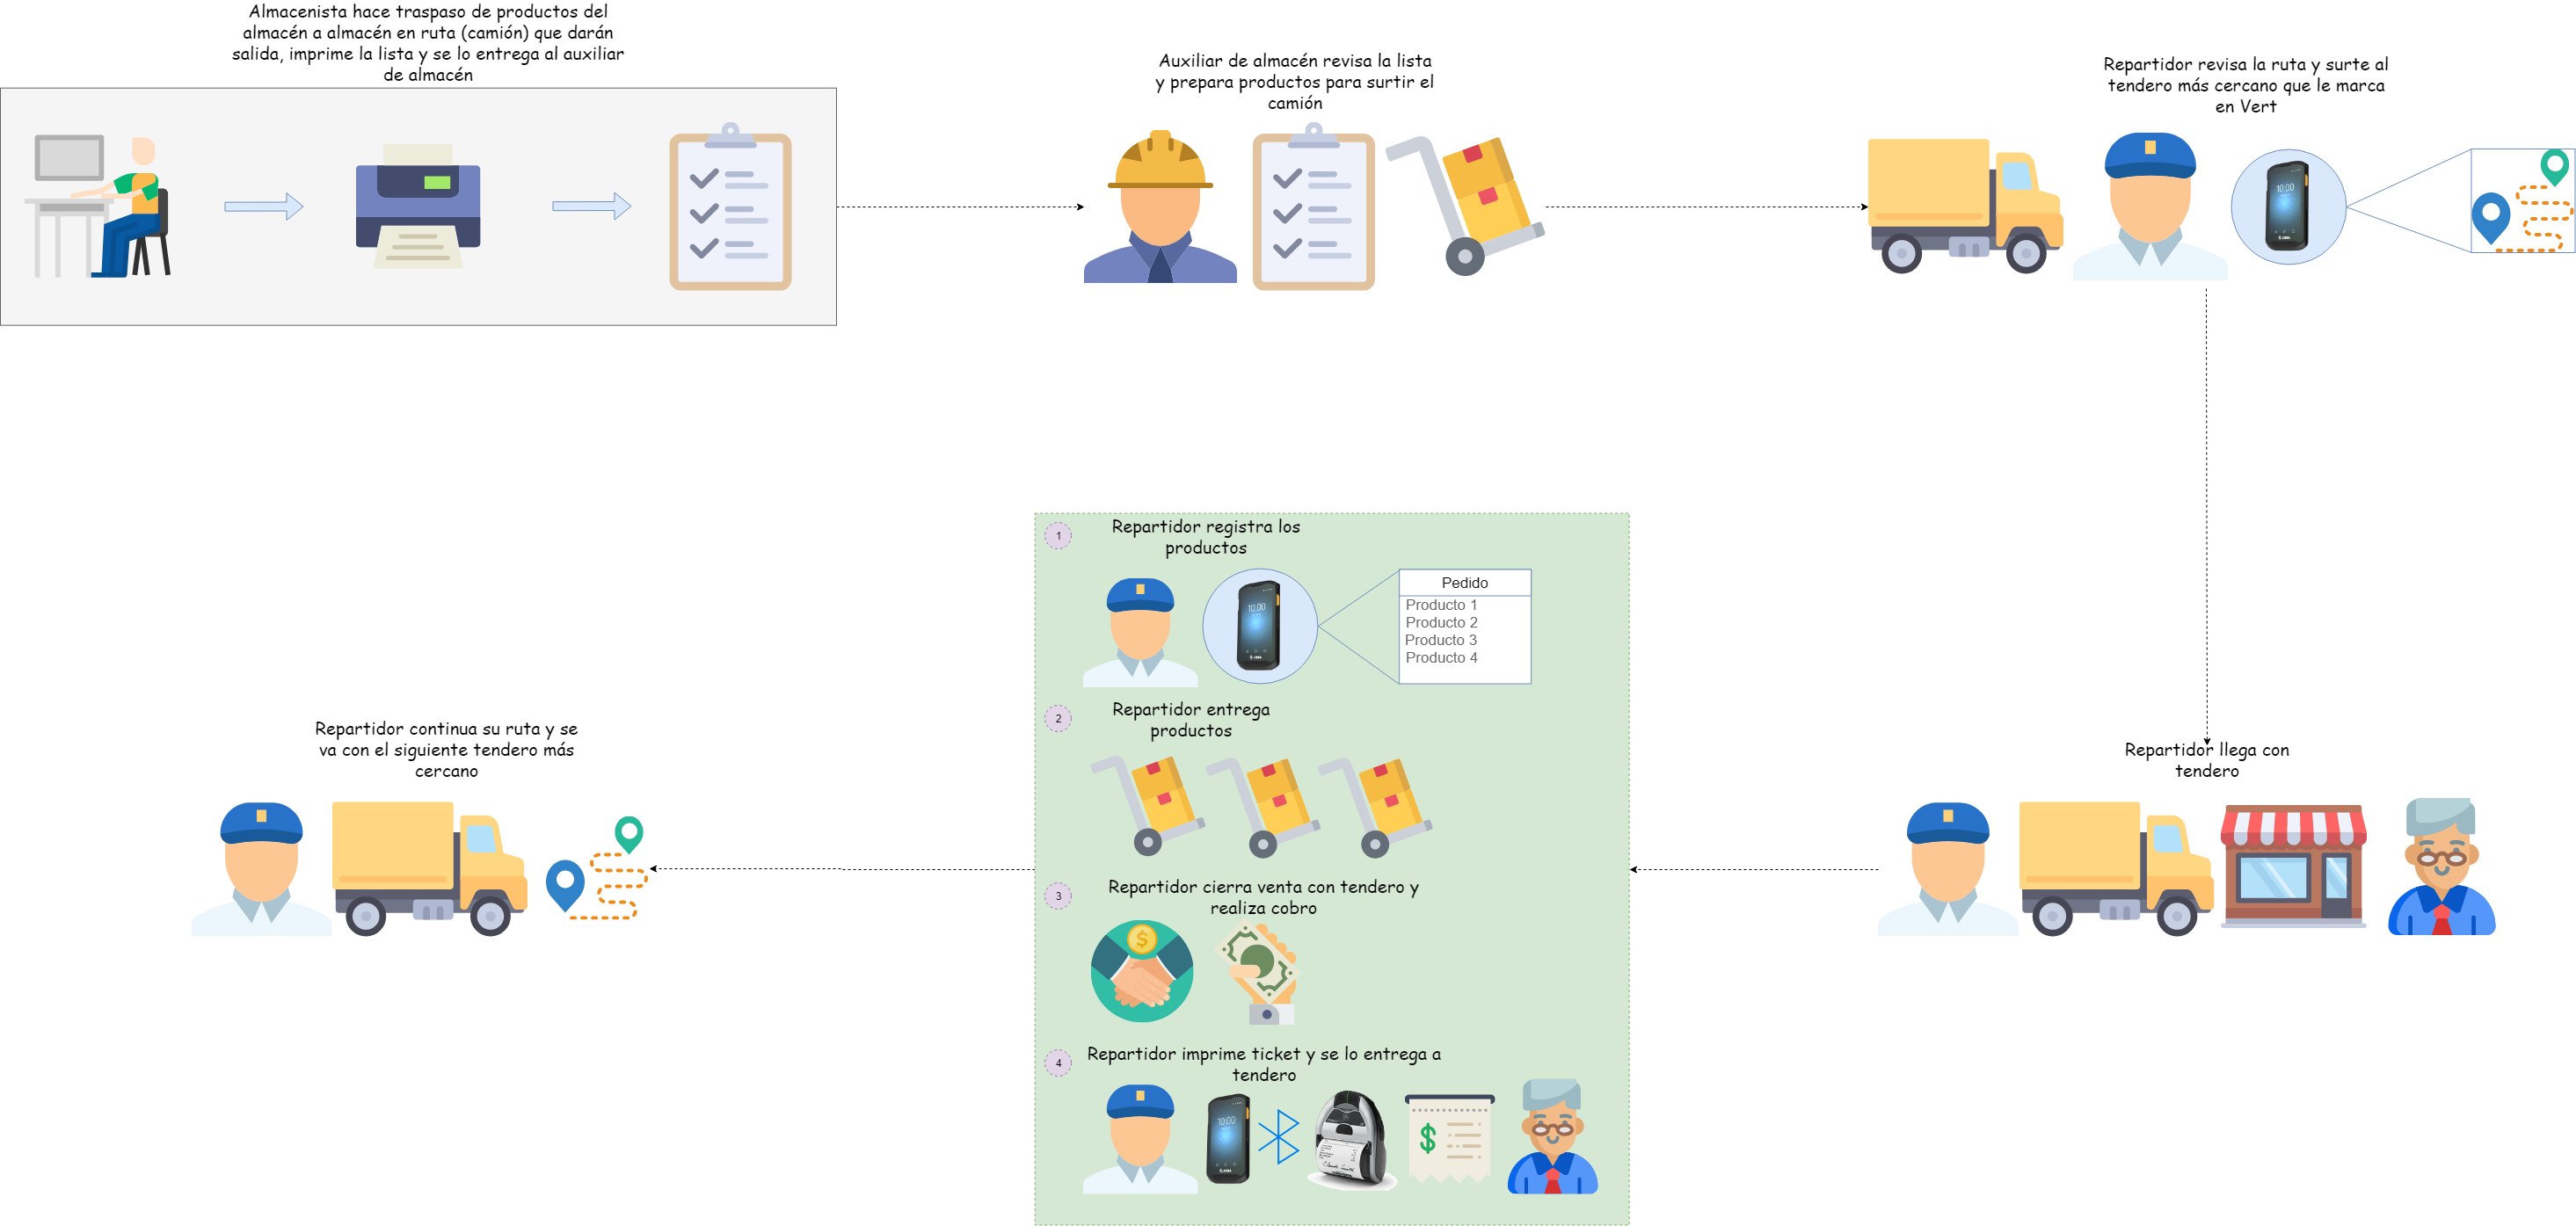 Almacenista hace traspaso de productos del
almacén a almacén en ruta (camión) que darán
salida, imprime la lista y se lo entrega al auxiliar
de almacén
Auxiliar de almacén revisa la lista
y prepara productos para surtir el
camión
Repartidor revisa la ruta y surte al
tendero más cercano que le marca
en Vert
10:00
1
Repartidor registra los
productos
10:00
Pedido
Producto 1
Producto 2
Producto 3
Producto 4
2
Repartidor entrega
productos
3
Repartidor cierra venta con tendero y
realiza cobro
$
4
Repartidor imprime ticket y se lo entrega a
tendero
10:00
$
Repartidor continua su ruta y se
va con el siguiente tendero más
cercano
Repartidor llega con
tendero